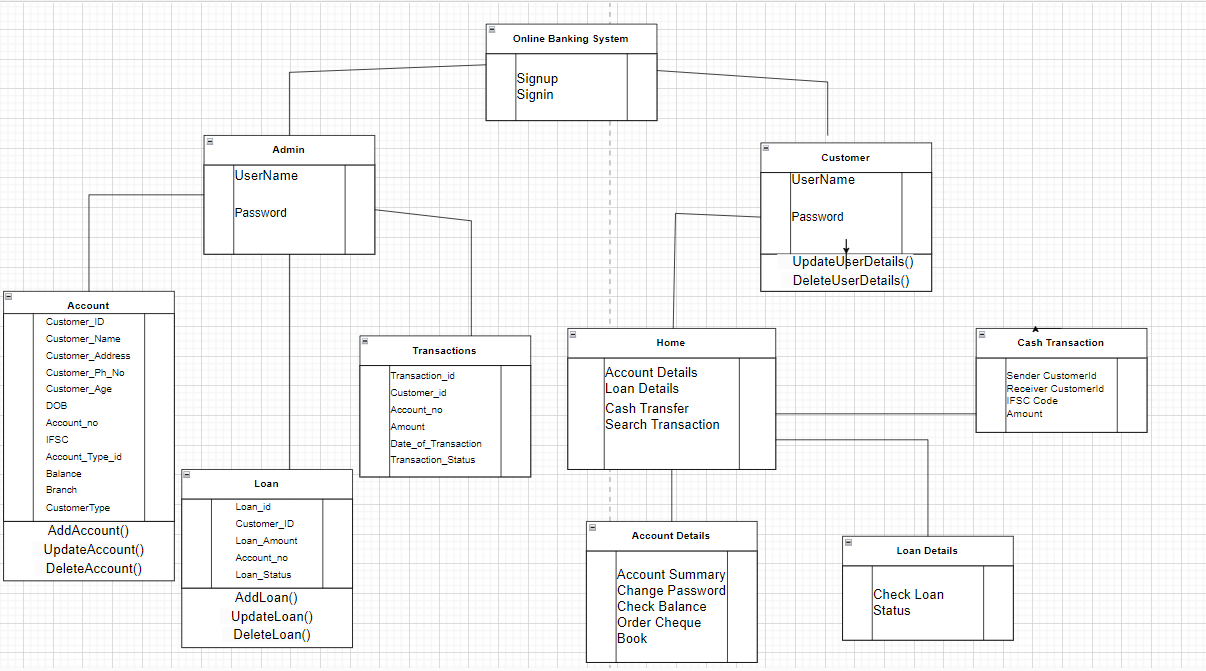 Online Banking System
Signup
Signin
Admin
UserName
Password
Customer
UserName
Password
UpdateUserDetails()
DeleteUserDetails()
Account
Customer_ID
Customer_Name
Customer_Address
Customer_Ph_No
Customer_Age
DOB
Account_no
IFSC
Account_Type_id
Balance
Branch
CustomerType
AddAccount()
UpdateAccount()
DeleteAccount()
Loan
Loan_id
Customer_ID
Loan_Amount
Account_no
Loan_Status
AddLoan()
UpdateLoan()
DeleteLoan()
Transactions
Transaction_id
Customer_id
Account_no
Amount
Date_of_Transaction
Transaction_Status
Home
Account Details
Loan Details
Cash Transfer
Search Transaction
Cash Transaction
Sender CustomerId
Receiver CustomerId
IFSC Code
Amount
Account Details
Account Summary
Change Password
Check Balance
Order Cheque
Book
Loan Details
Check Loan
Status